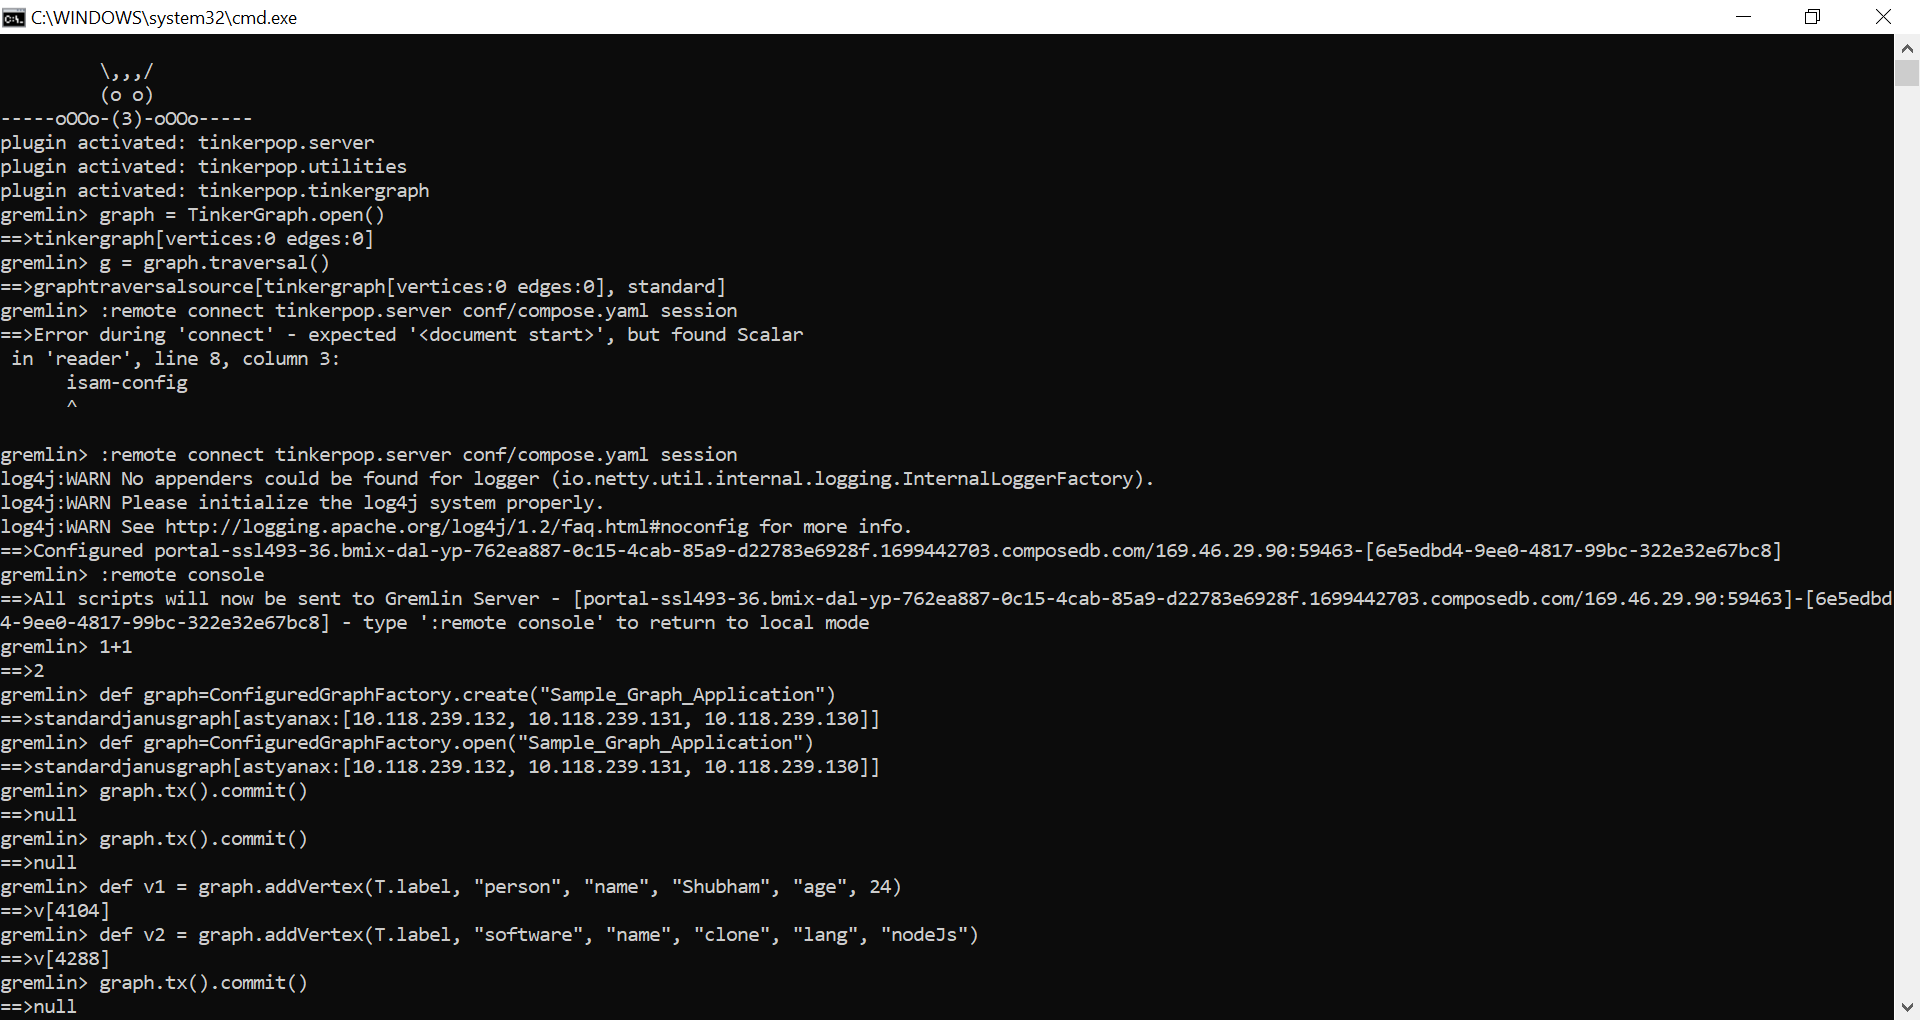 C:\WINDOWS\system32\cmd.exe
         \,,,/
         (o o)
-----oOOo-(3)-oOOo-----
plugin activated: tinkerpop.server
plugin activated: tinkerpop.utilities
plugin activated: tinkerpop.tinkergraph
gremlin> graph = TinkerGraph.open()
==>tinkergraph[vertices:0 edges:0]
gremlin> g = graph.traversal()
==>graphtraversalsource[tinkergraph[vertices:0 edges:0], standard]
gremlin> :remote connect tinkerpop.server conf/compose.yaml session
==>Error during 'connect' - expected '<document start>', but found Scalar
 in 'reader', line 8, column 3:
      isam-config
      ^
gremlin> :remote connect tinkerpop.server conf/compose.yaml session
log4j:WARN No appenders could be found for logger (io.netty.util.internal.logging.InternalLoggerFactory).
log4j:WARN Please initialize the log4j system properly.
log4j:WARN See http://logging.apache.org/log4j/1.2/faq.html#noconfig for more info.
==>Configured portal-ssl493-36.bmix-dal-yp-762ea887-0c15-4cab-85a9-d22783e6928f.1699442703.composedb.com/169.46.29.90:59463-[6e5edbd4-9ee0-4817-99bc-322e32e67bc8]
gremlin> :remote console
==>All scripts will now be sent to Gremlin Server - [portal-ssl493-36.bmix-dal-yp-762ea887-0c15-4cab-85a9-d22783e6928f.1699442703.composedb.com/169.46.29.90:59463]-[6e5edbd
4-9ee0-4817-99bc-322e32e67bc8] - type ':remote console' to return to local mode
gremlin> 1+1
==>2
gremlin> def graph=ConfiguredGraphFactory.create("Sample_Graph_Application")
==>standardjanusgraph[astyanax:[10.118.239.132, 10.118.239.131, 10.118.239.130]]
gremlin> def graph=ConfiguredGraphFactory.open("Sample_Graph_Application")
==>standardjanusgraph[astyanax:[10.118.239.132, 10.118.239.131, 10.118.239.130]]
gremlin> graph.tx().commit()
==>null
gremlin> graph.tx().commit()
==>null
gremlin> def v1 = graph.addVertex(T.label, "person", "name", "Shubham", "age", 24)
==>v[4104]
gremlin> def v2 = graph.addVertex(T.label, "software", "name", "clone", "lang", "nodeJs")
==>v[4288]
gremlin> graph.tx().commit()
==>null